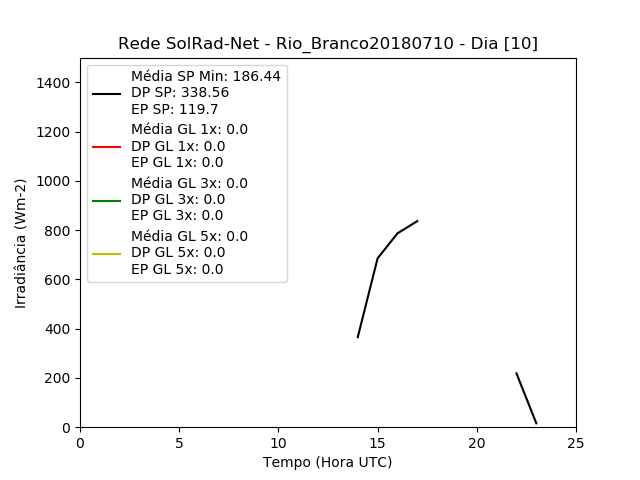 Rede SolRad-Net - Rio_Branco20180710 - Dia [10]
Média SP Min: 186.44
DP SP: 338.56
EP SP: 119.7
Média GL 1x: 0.0
DP GL 1x: 0.0
EP GL 1x: 0.0
Média GL 3x: 0.0
DP GL 3x: 0.0
EP GL 3x: 0.0
Média GL 5x: 0.0
DP GL 5x: 0.0
EP GL 5x: 0.0
Irradiância (Wm-2)
1400
1200
1000
800
600
400
200
0
0 5 10 15 20 25
Tempo (Hora UTC)